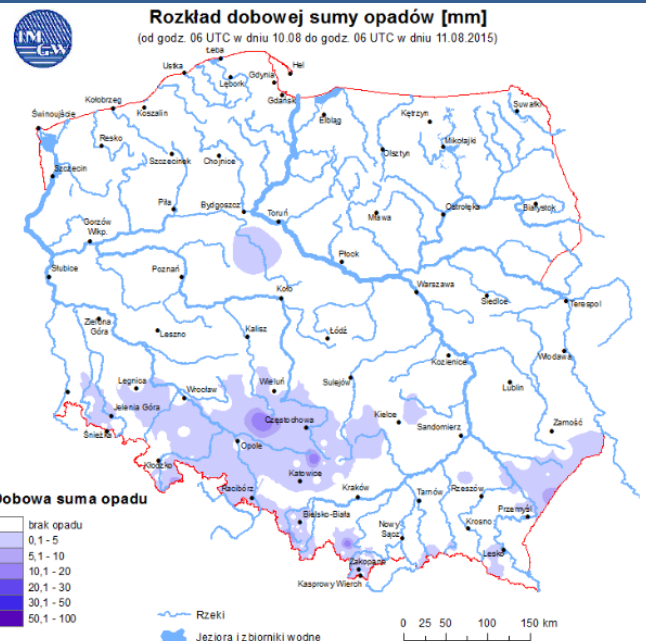 Rozkład dobowej sumy opadów [mm]
(od godz. 06 UTC w dniu 10.08 do godz. 06 UTC w dniu 11.08.2015)
IM
GW
Łeba
Hel
Ustka
Lębork
Gdynia
Gdańsk
Kołobrzeg
Koszalin
Świnoujście
Elbląg
Kętrzyn
Suwałki
Resko
Szczecinek
Chojnice
Olsztyn
Mikołajki
Szczecin
Piła
Bydgoszcz
Toruń
Mława
Ostrołęka
Białystok
Gorzów
Wlkp.
Płock
Słubice
Poznań
Koło
Warszawa
Siedlce
Terespol
Zielona
Góra
Leszno
Kalisz
Łódź
Kozienice
Włodawa
Legnica
Wrocław
Wieluń
Sulejów
Lublin
Jelenia Góra
Śnieżka
Częstochowa
Kielce
Sandomierz
Zamość
Opole
Kłodzko
Katowice
Racibórz
Kraków
Tarnów
Rzeszów
Przemyśl
Bielsko-Biała
Nowy
Sącz
Krosno
Lesko
Zakopane
Kasprowy Wierch
Dobowa suma opadu
brak opadu
0,1 - 5
5,1 - 10
10,1 - 20
20,1 - 30
30,1 - 50
50,1 - 100
Rzeki
Jeziora i zbiorniki wodne
0 25 50 100 150 km